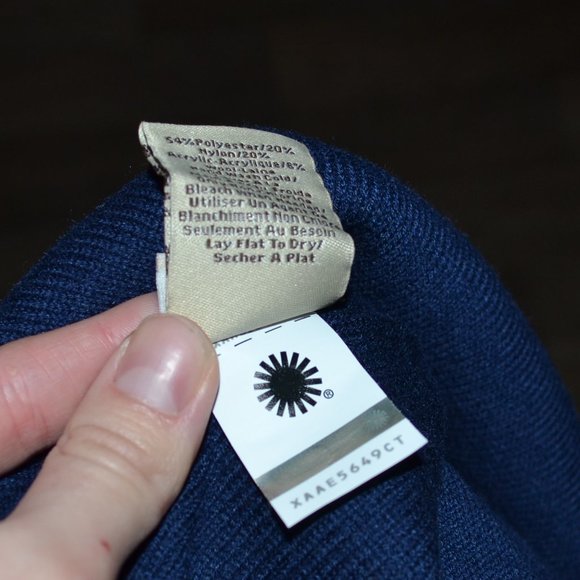 54%Polyester/20%
Nylon/20%
Acrylic-Acrylique/6%
Cold/
Bleach
Utiliser Un
Blanchiment Non
Seulement Au Besoin
Lay Flat To Dry/
Secher A Plat
®
XAAE5649CT